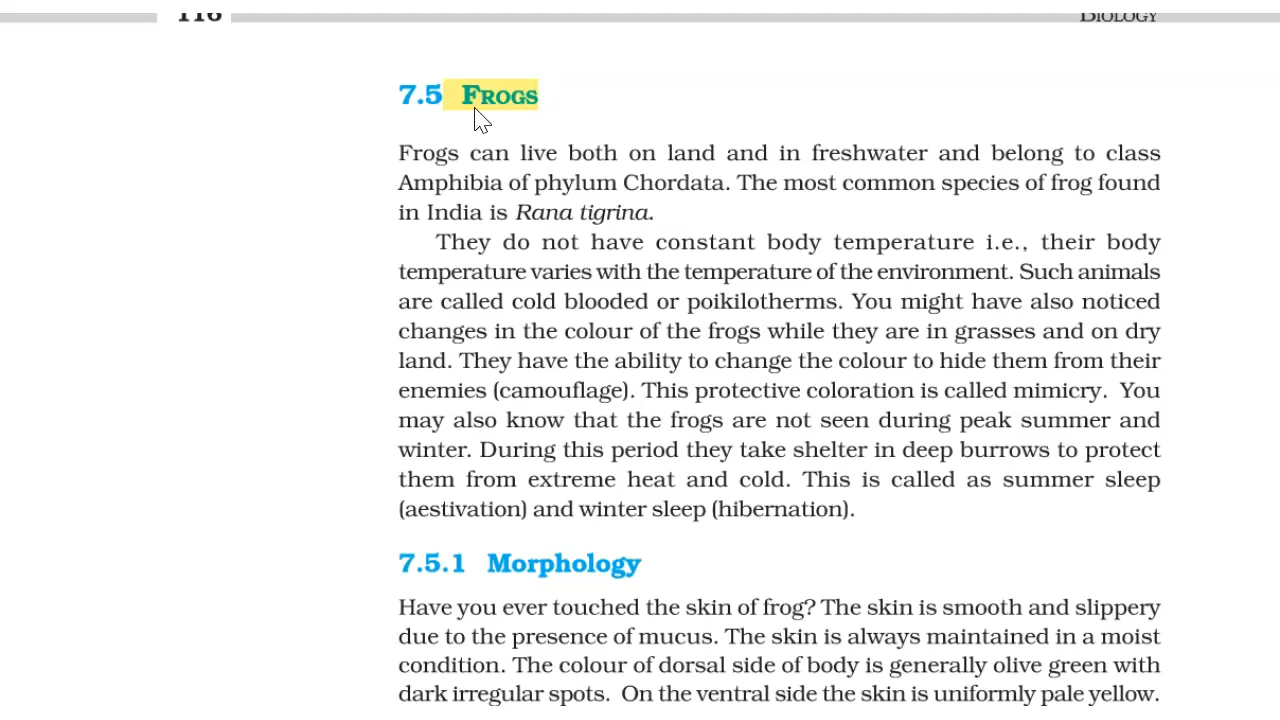 116
BIOLOGY
7.5 FROGS
Frogs can live both on land and in freshwater and belong to class
Amphibia of phylum Chordata. The most common species of frog found
in India is Rana tigrina.
They do not have constant body temperature i.e., their body
temperature varies with the temperature of the environment. Such animals
are called cold blooded or poikilotherms. You might have also noticed
changes in the colour of the frogs while they are in grasses and on dry
land. They have the ability to change the colour to hide them from their
enemies (camouflage). This protective coloration is called mimicry. You
may also know that the frogs are not seen during peak summer and
winter. During this period they take shelter in deep burrows to protect
them from extreme heat and cold. This is called as summer sleep
(aestivation) and winter sleep (hibernation).
7.5.1 Morphology
Have you ever touched the skin of frog? The skin is smooth and slippery
due to the presence of mucus. The skin is always maintained in a moist
condition. The colour of dorsal side of body is generally olive green with
dark irregular spots. On the ventral side the skin is uniformly pale yellow.